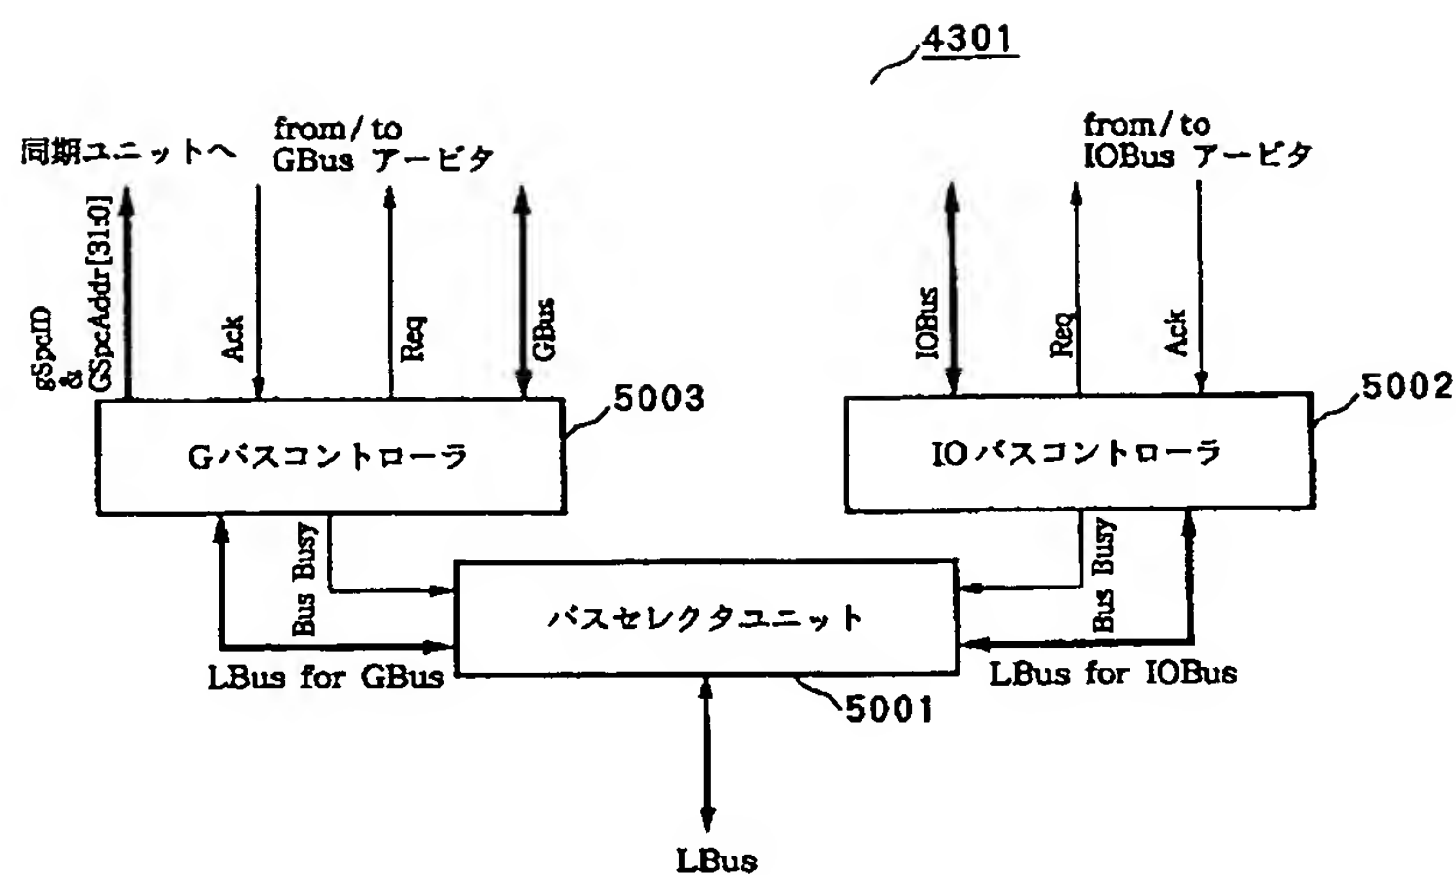 4301
同期ユニットへ
from/to
GBus アービタ
from/to
IOBus アービタ
gSpcID
&
GSpcAddr[31:0]
Ack
Req
GBus
IOBus
Req
Ack
5003
5002
Gバスコントローラ
IOバスコントローラ
Bus Busy
Bus Busy
バスセレクタユニット
LBus for GBus
LBus for IOBus
5001
LBus